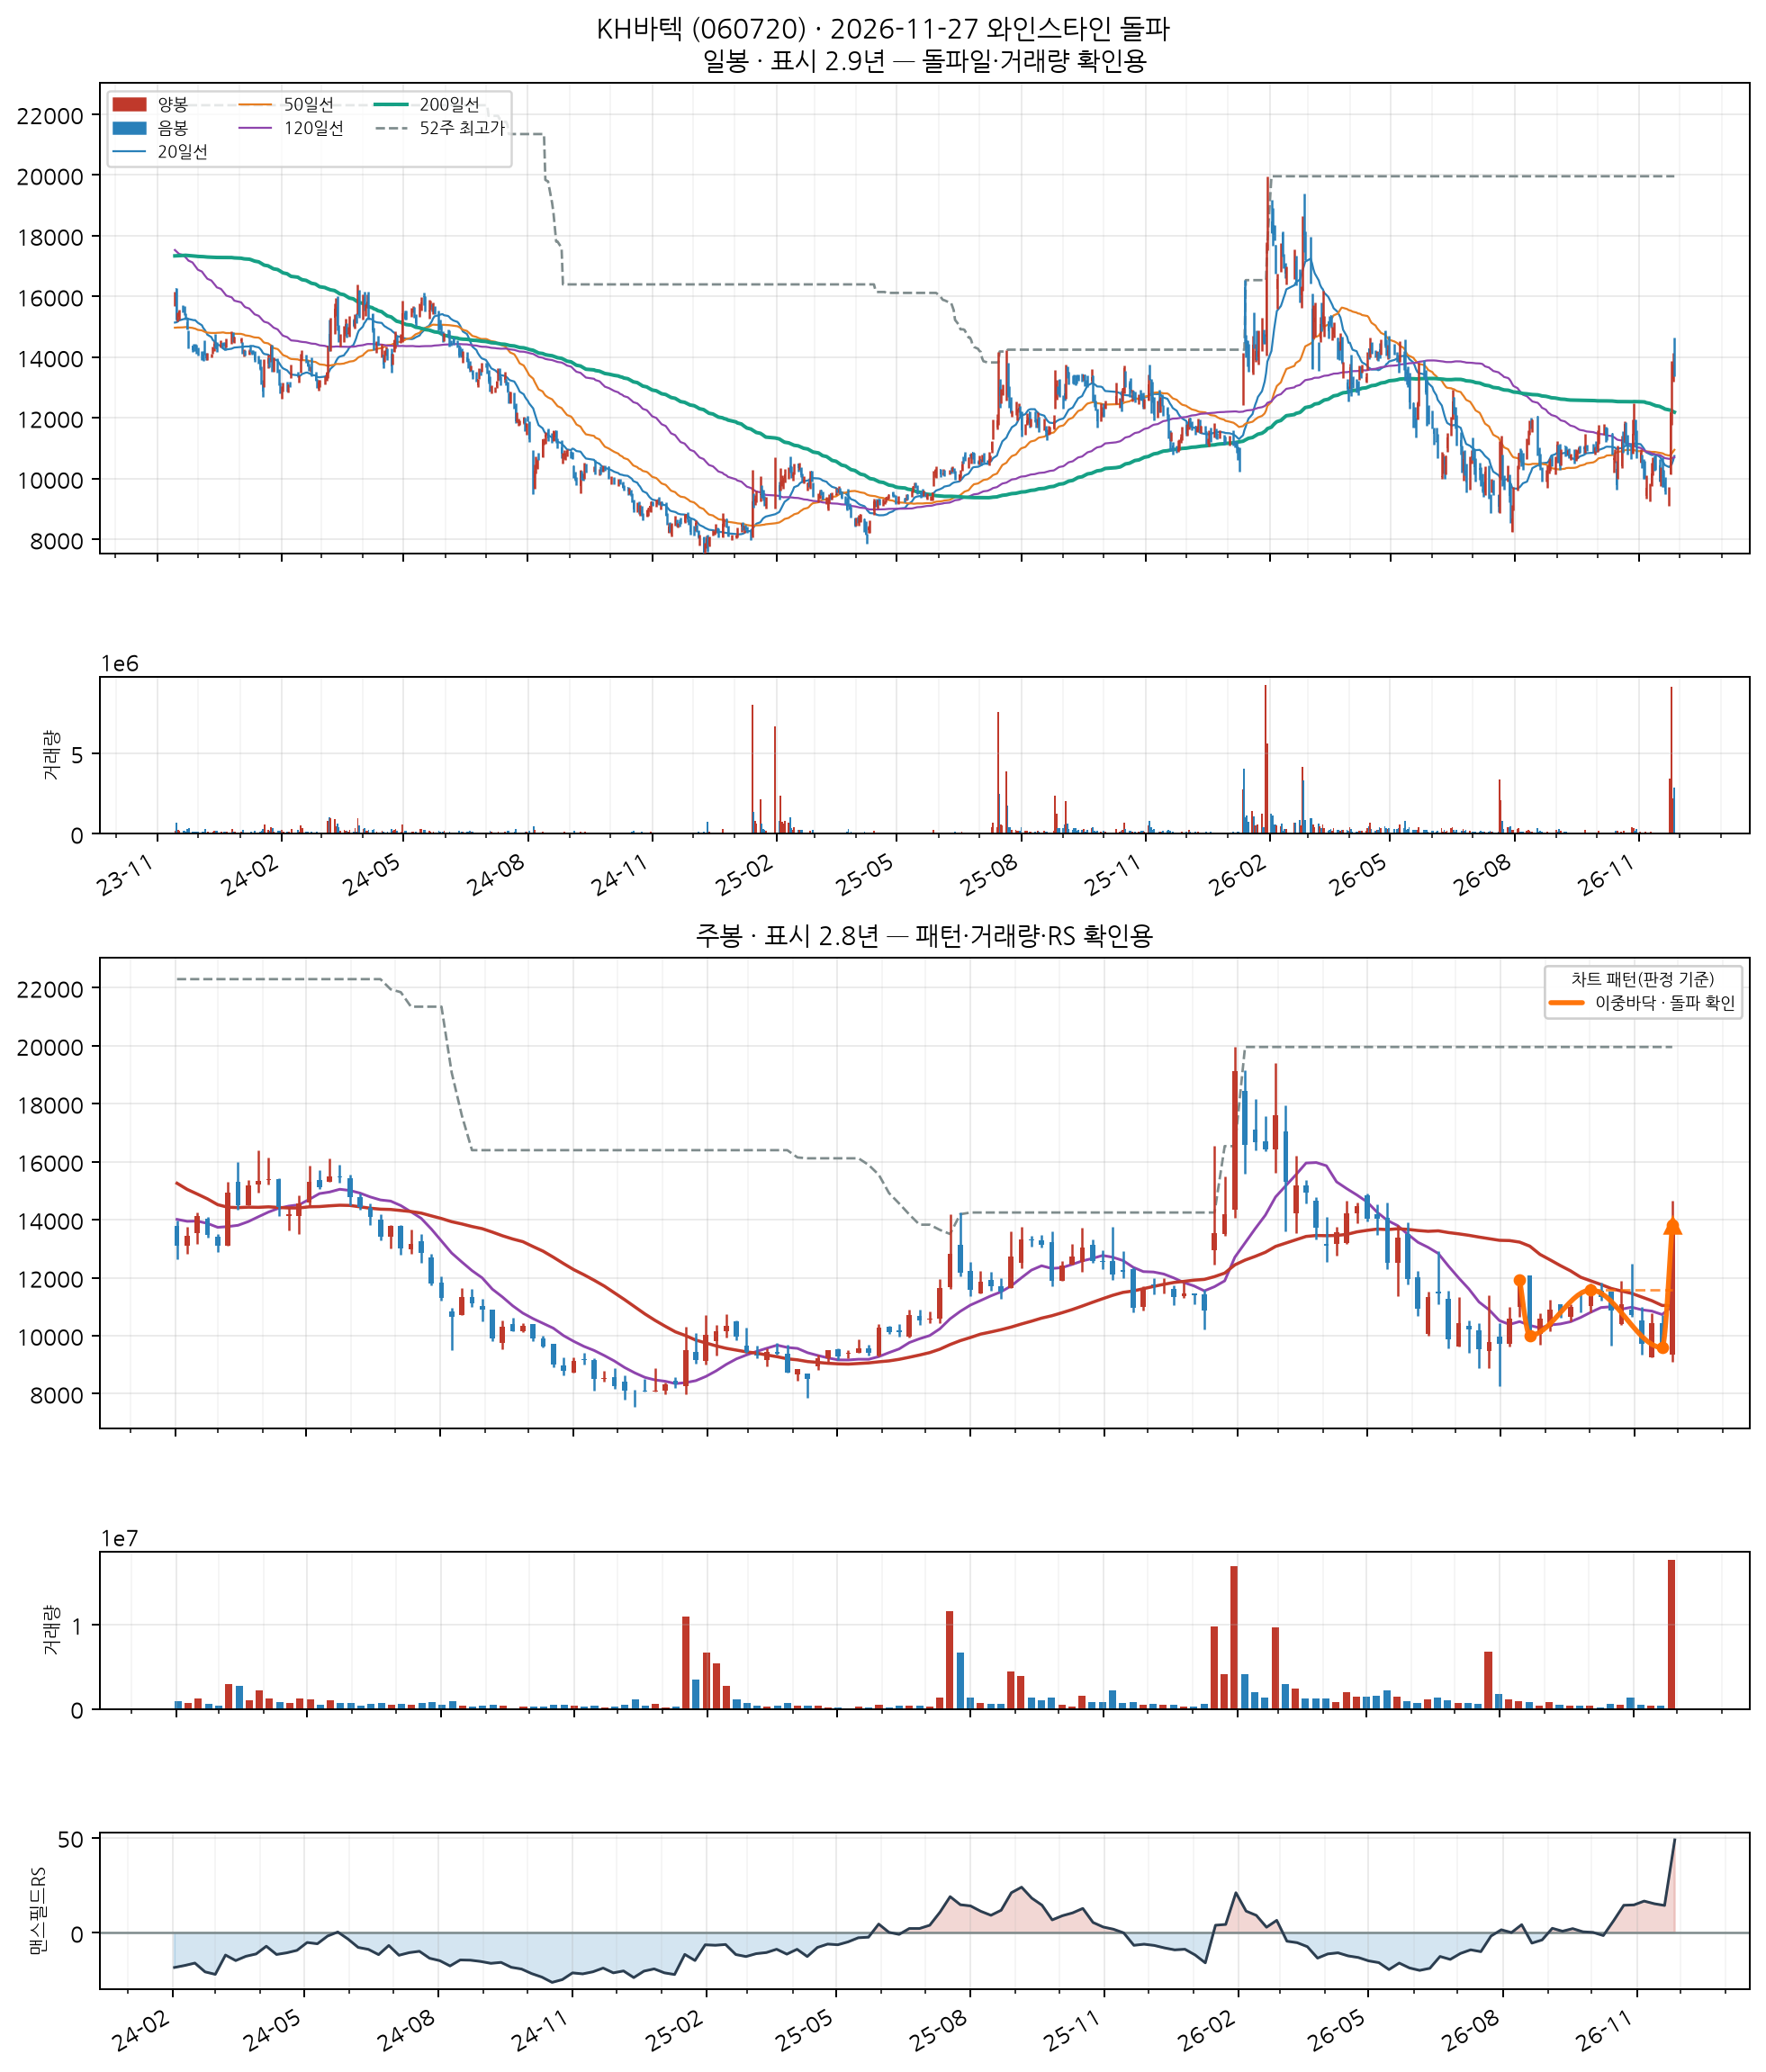 KH바텍 (060720) · 2026-11-27 와인스타인 돌파
일봉 · 표시 2.9년 — 돌파일·거래량 확인용
양봉
음봉
20일선
50일선
120일선
200일선
52주 최고가
22000
20000
18000
16000
14000
12000
10000
8000
1e6
거래량
5
0
23-11
24-02
24-05
24-08
24-11
25-02
25-05
25-08
25-11
26-02
26-05
26-08
26-11
주봉 · 표시 2.8년 — 패턴·거래량·RS 확인용
차트 패턴(판정 기준)
이중바닥 · 돌파 확인
22000
20000
18000
16000
14000
12000
10000
8000
1e7
거래량
1
0
맨스필드RS
50
0
24-02
24-05
24-08
24-11
25-02
25-05
25-08
25-11
26-02
26-05
26-08
26-11